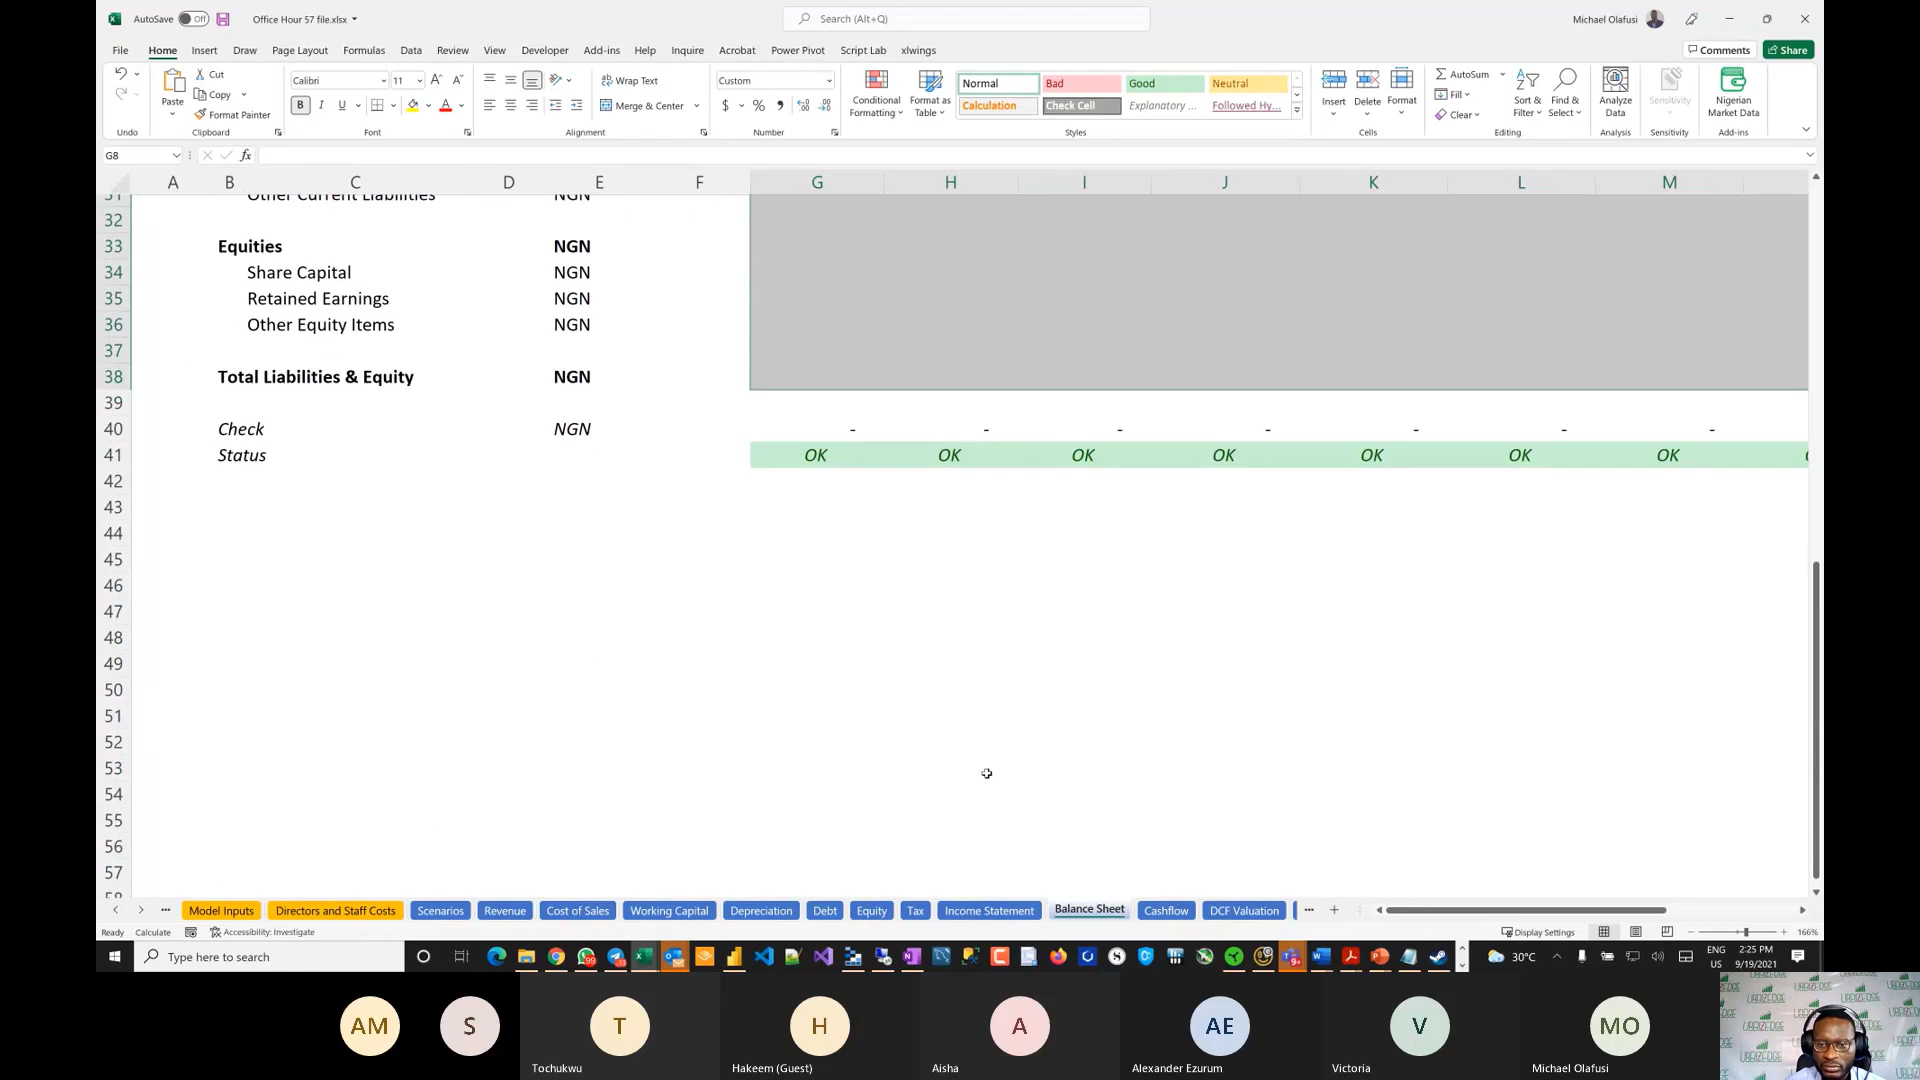 AutoSave Off Office Hour 57 file.xlsx Search (Alt+Q) Michael Olafusi
File Home Insert Draw Page Layout Formulas Data Review View Developer Add-ins Help Inquire Acrobat Power Pivot Script Lab xlwings Comments Share
Cut Calibri 11 Wrap Text Custom Normal Bad Good Neutral AutoSum
Paste Copy Merge & Center Conditional Formatting Format as Table Calculation Check Cell Explanatory ... Followed Hy... Insert Delete Format Fill Sort & Filter Find & Select Analyze Data Sensitivity Nigerian Market Data
Format Painter Clear
Undo Clipboard Font Alignment Number Styles Cells Editing Analysis Sensitivity Add-ins
G8 fx
A B C D E F G H I J K L M
31 Other Current Liabilities NGN
32
33 Equities NGN
34 Share Capital NGN
35 Retained Earnings NGN
36 Other Equity Items NGN
37
38 Total Liabilities & Equity NGN
39
40 Check NGN - - - - - - -
41 Status OK OK OK OK OK OK OK
42
43
44
45
46
47
48
49
50
51
52
53
54
55
56
57
58
Model Inputs Directors and Staff Costs Scenarios Revenue Cost of Sales Working Capital Depreciation Debt Equity Tax Income Statement Balance Sheet Cashflow DCF Valuation
Ready Calculate Accessibility: Investigate Display Settings 166%
Type here to search 30°C ENG US 2:25 PM 9/19/2021
AM S T H A AE V MO
Tochukwu Hakeem (Guest) Aisha Alexander Ezurum Victoria Michael Olafusi
URBIZEDGE